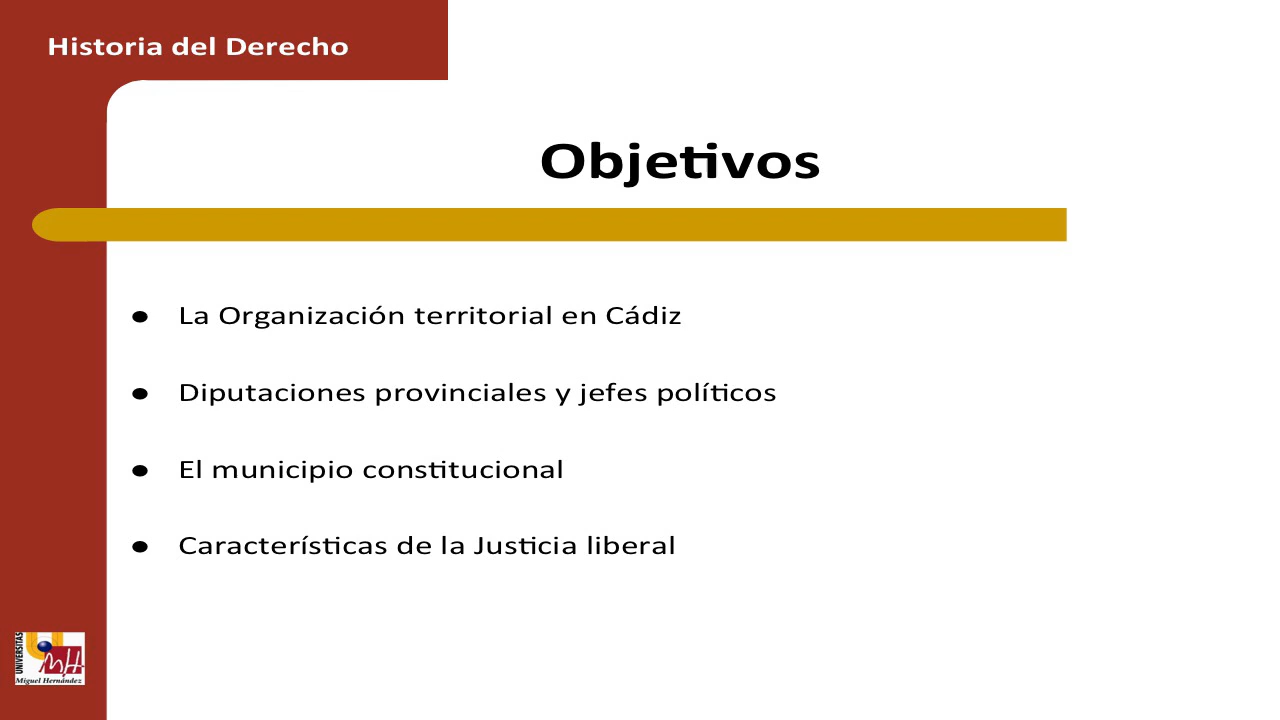 Historia del Derecho
Objetivos
● La Organización territorial en Cádiz
● Diputaciones provinciales y jefes políticos
● El municipio constitucional
● Características de la Justicia liberal
UNIVERSITAS
MH
Miguel Hernández